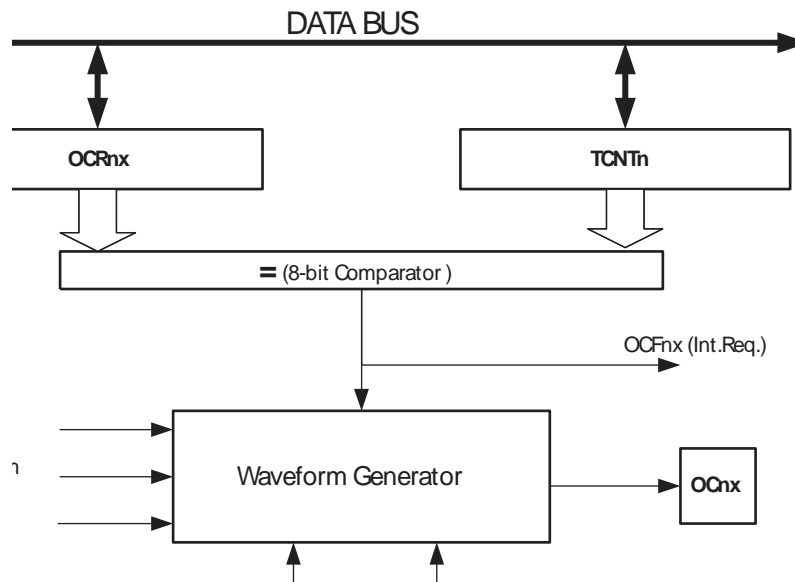 DATA BUS
OCRnx
TCNTn
= (8-bit Comparator )
OCFnx (Int.Req.)
Waveform Generator
OCnx